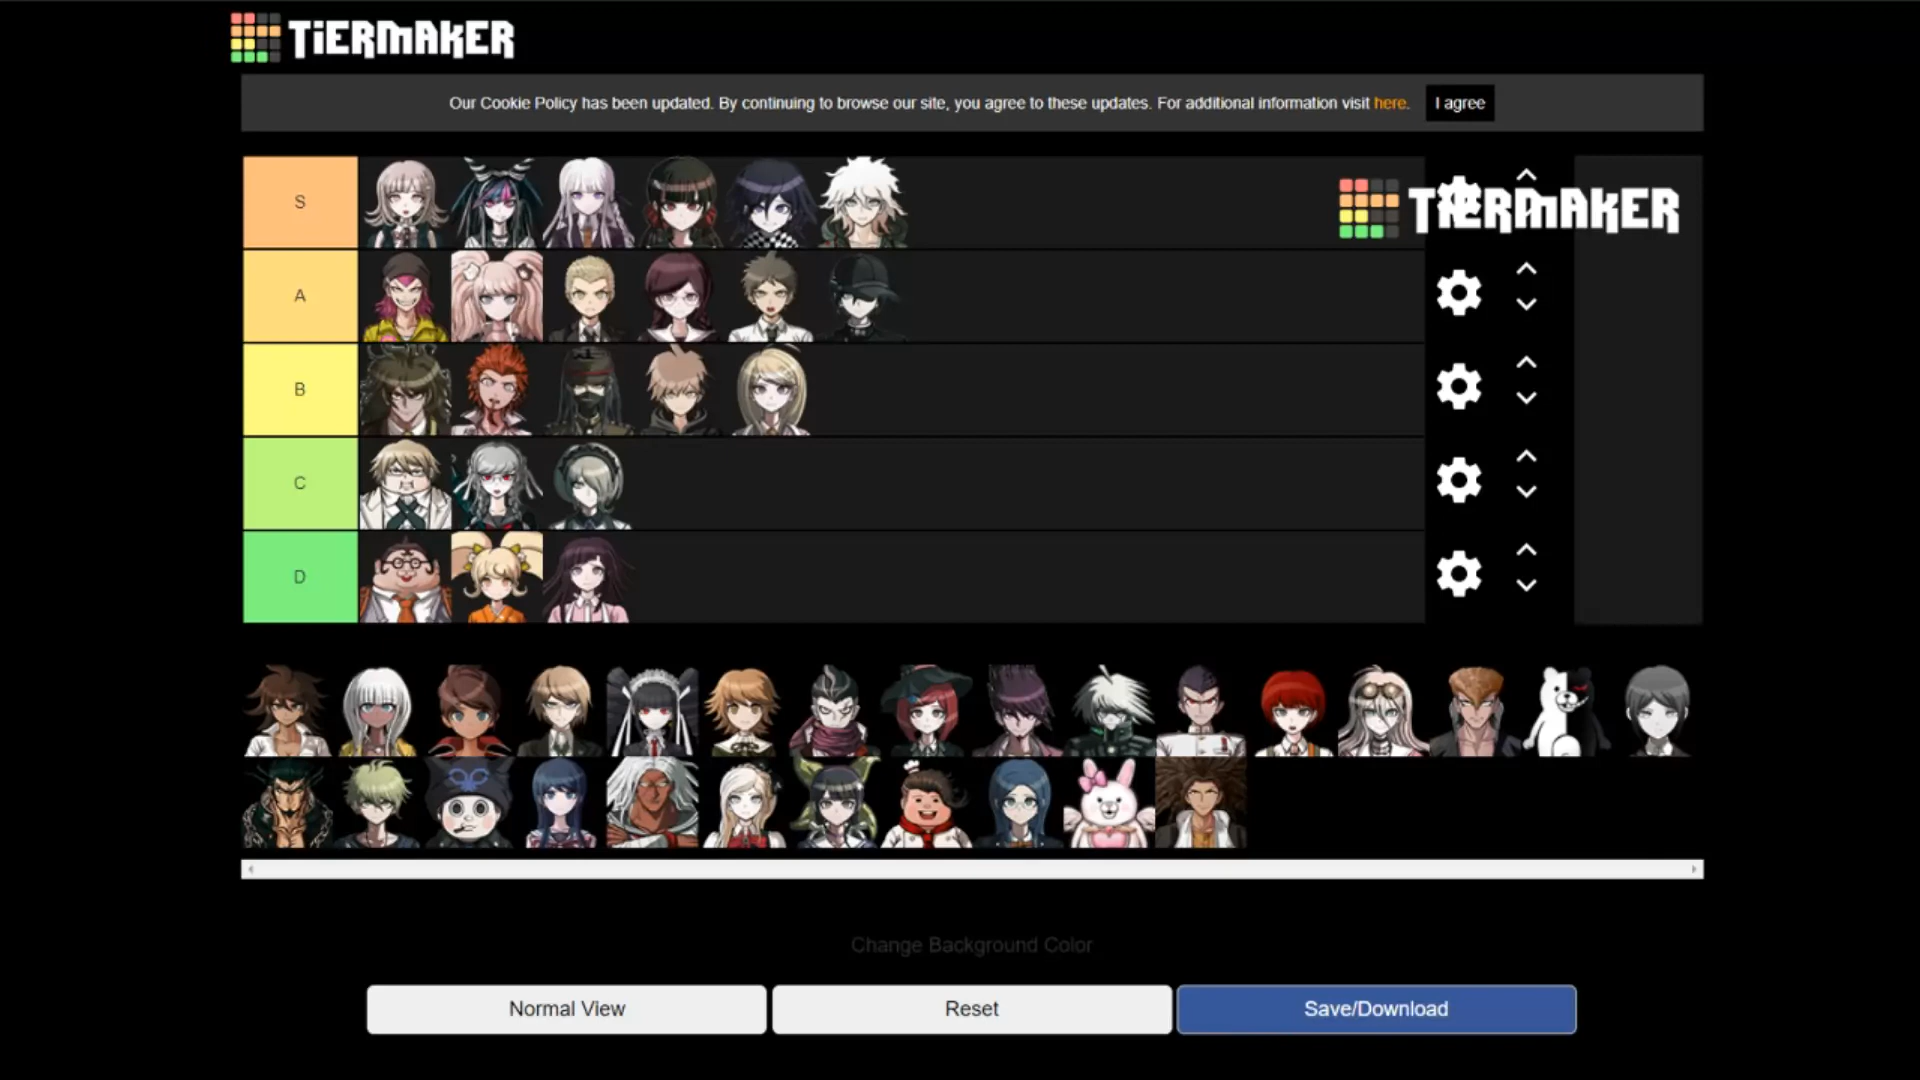 TiERMAKER
Our Cookie Policy has been updated. By continuing to browse our site, you agree to these updates. For additional information visit here.
I agree
S
TiERMAKER
A
B
C
D
Change Background Color
Normal View
Reset
Save/Download